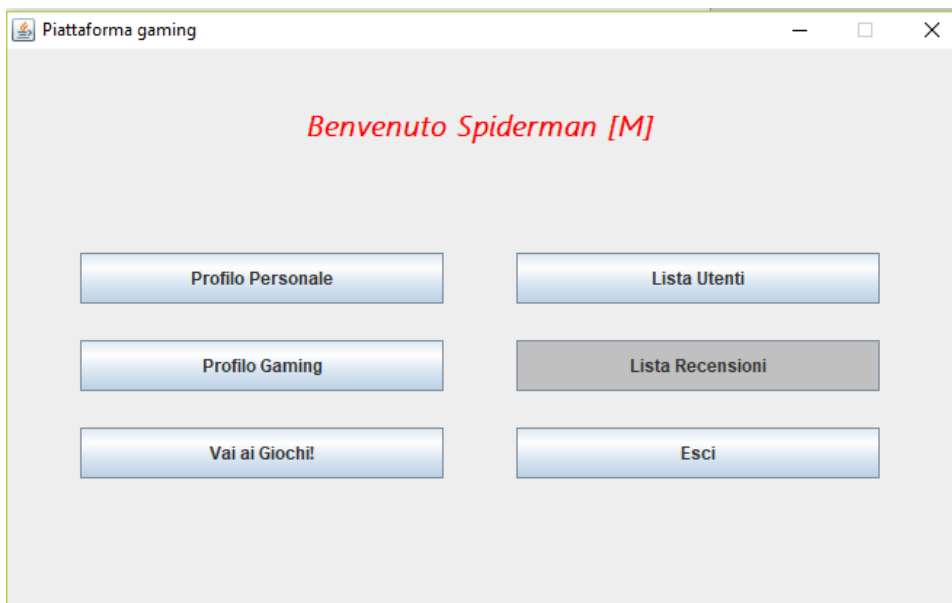 Piattaforma gaming
Benvenuto Spiderman [M]
Profilo Personale
Lista Utenti
Profilo Gaming
Lista Recensioni
Vai ai Giochi!
Esci